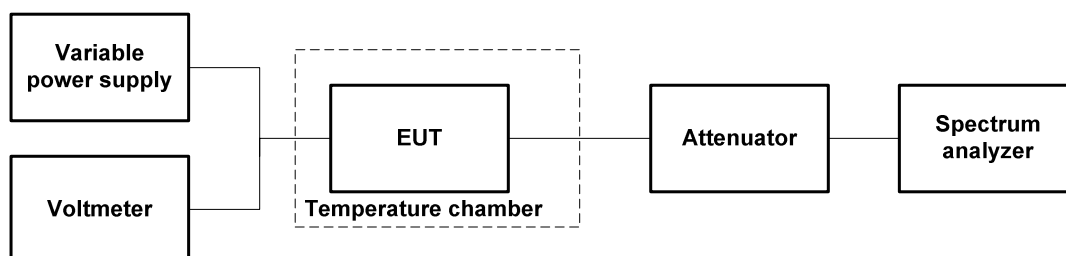 Variable
power supply
EUT
Attenuator
Spectrum
analyzer
Voltmeter
Temperature chamber